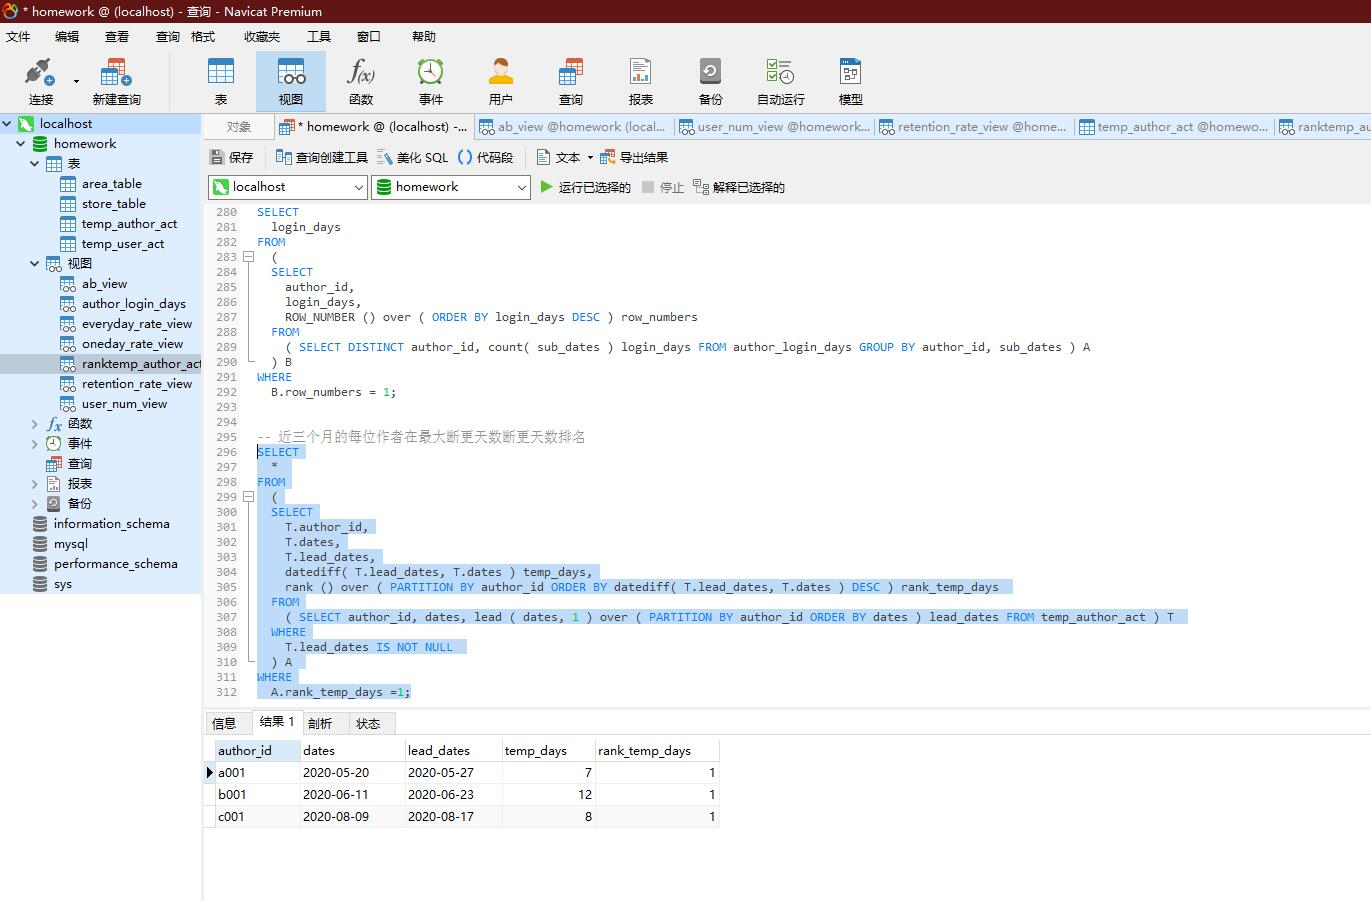 * homework @ (localhost) - 查询 - Navicat Premium
文件 编辑 查看 查询 格式 收藏夹 工具 窗口 帮助
连接 新建查询 表 视图 函数 事件 用户 查询 报表 备份 自动运行 模型
localhost
homework
表
area_table
store_table
temp_author_act
temp_user_act
视图
ab_view
author_login_days
everyday_rate_view
oneday_rate_view
ranktemp_author_act
retention_rate_view
user_num_view
函数
事件
查询
报表
备份
information_schema
mysql
performance_schema
sys
对象 * homework @ (localhost) -... ab_view @homework (local... user_num_view @homework... retention_rate_view @home... temp_author_act @homewo... ranktemp_au
保存 查询创建工具 美化 SQL () 代码段 文本 导出结果
localhost homework 运行已选择的 停止 解释已选择的
280 SELECT
281 login_days
282 FROM
283 (
284 SELECT
285 author_id,
286 login_days,
287 ROW_NUMBER () over ( ORDER BY login_days DESC ) row_numbers
288 FROM
289 ( SELECT DISTINCT author_id, count( sub_dates ) login_days FROM author_login_days GROUP BY author_id, sub_dates ) A
290 ) B
291 WHERE
292 B.row_numbers = 1;
293
294
295 -- 近三个月的每位作者在最大断更天数断更天数排名
296 SELECT
297 *
298 FROM
299 (
300 SELECT
301 T.author_id,
302 T.dates,
303 T.lead_dates,
304 datediff( T.lead_dates, T.dates ) temp_days,
305 rank () over ( PARTITION BY author_id ORDER BY datediff( T.lead_dates, T.dates ) DESC ) rank_temp_days
306 FROM
307 ( SELECT author_id, dates, lead ( dates, 1 ) over ( PARTITION BY author_id ORDER BY dates ) lead_dates FROM temp_author_act ) T
308 WHERE
309 T.lead_dates IS NOT NULL
310 ) A
311 WHERE
312 A.rank_temp_days =1;
信息 结果 1 剖析 状态
author_id dates lead_dates temp_days rank_temp_days
a001 2020-05-20 2020-05-27 7 1
b001 2020-06-11 2020-06-23 12 1
c001 2020-08-09 2020-08-17 8 1